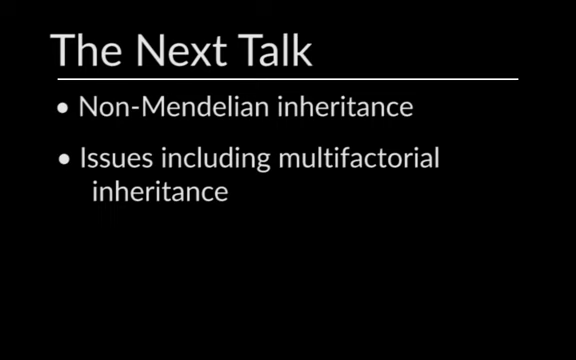 The Next Talk
• Non-Mendelian inheritance
• Issues including multifactorial
inheritance